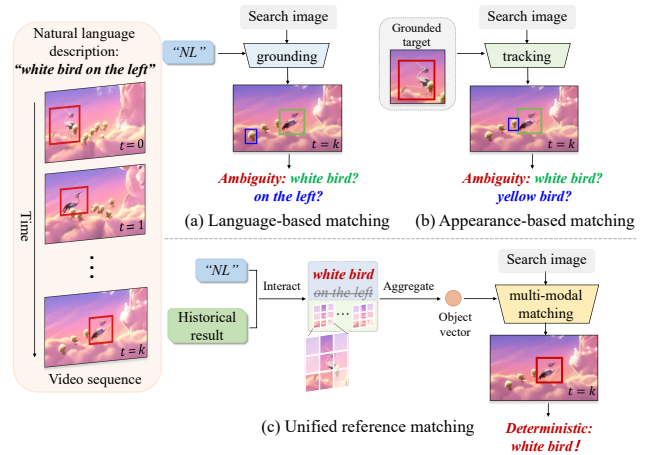 Natural language
description:
“white bird on the left”
t = 0
t = 1
t = k
Time
Video sequence
Search image
“NL”
grounding
t = k
Ambiguity: white bird?
on the left?
(a) Language-based matching
Grounded
target
Search image
tracking
t = k
Ambiguity: white bird?
yellow bird?
(b) Appearance-based matching
“NL”
Historical
result
Interact
white bird
on the left
Aggregate
Object
vector
Search image
multi-modal
matching
t = k
Deterministic:
white bird!
(c) Unified reference matching